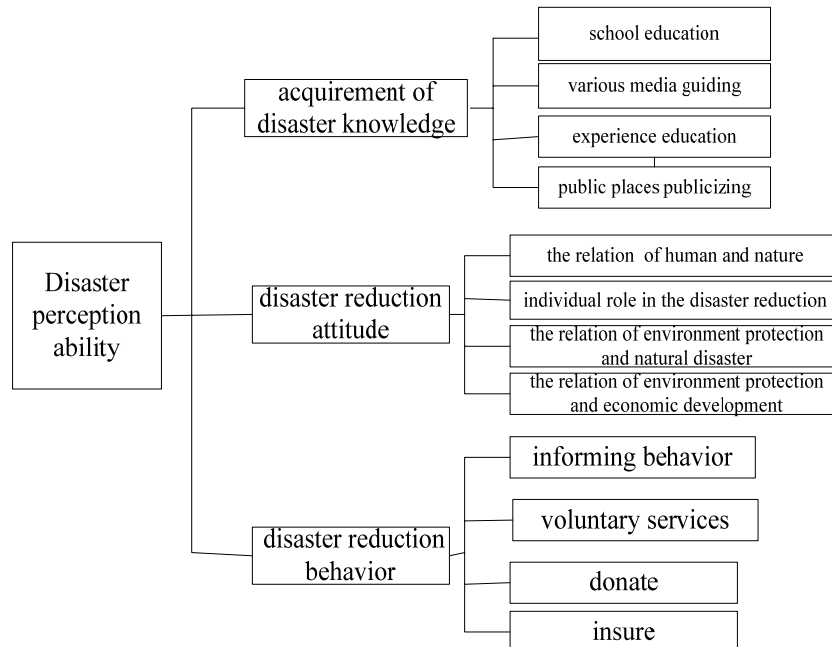 school education
various media guiding
experience education
public places publicizing
acquirement of
disaster knowledge
Disaster
perception
ability
disaster reduction
attitude
the relation of human and nature
individual role in the disaster reduction
the relation of environment protection
and natural disaster
the relation of environment protection
and economic development
disaster reduction
behavior
informing behavior
voluntary services
donate
insure